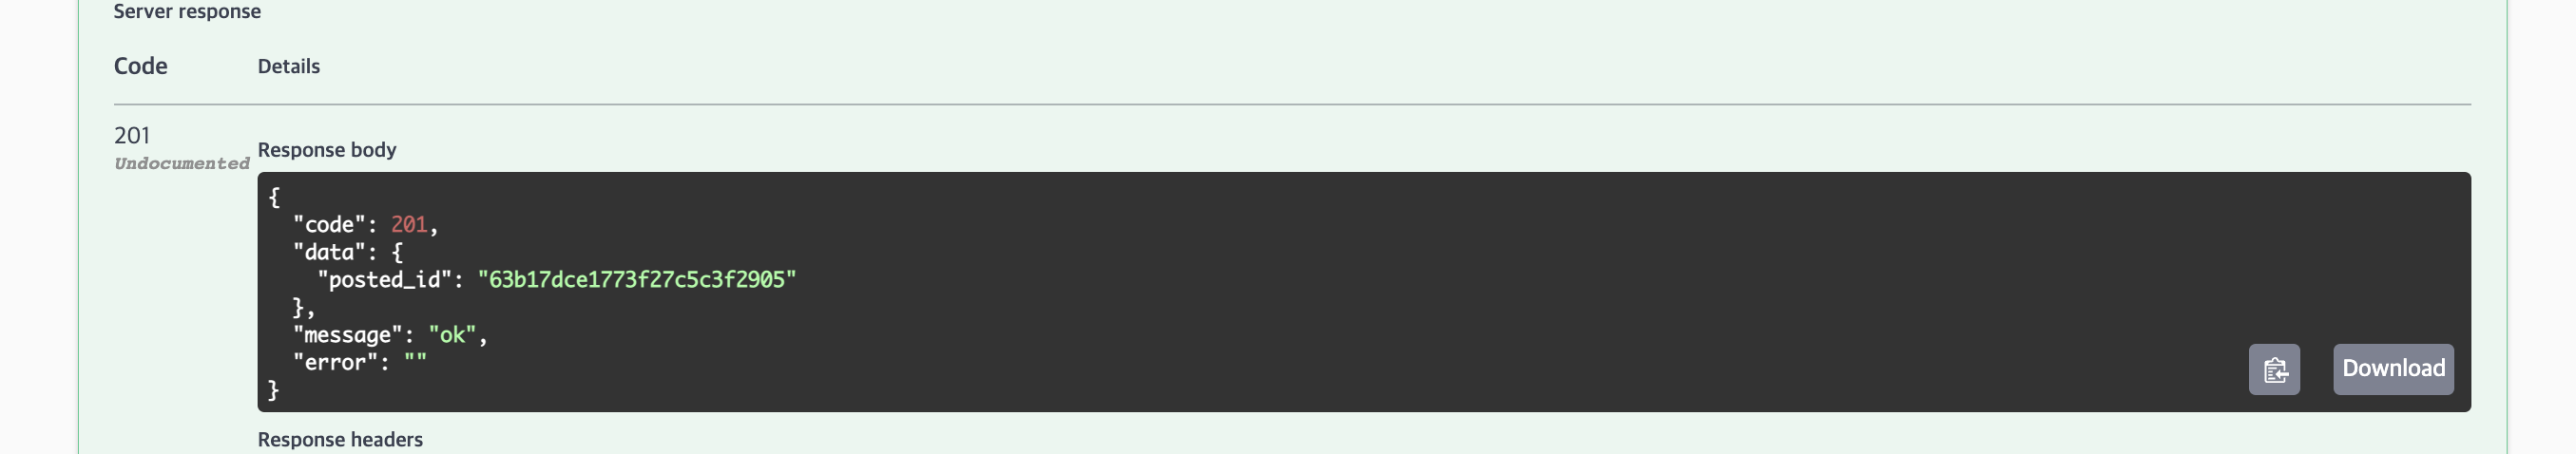 Server response
Code Details
201
Undocumented
Response body
{
  "code": 201,
  "data": {
    "posted_id": "63b17dce1773f27c5c3f2905"
  },
  "message": "ok",
  "error": ""
}
Download
Response headers